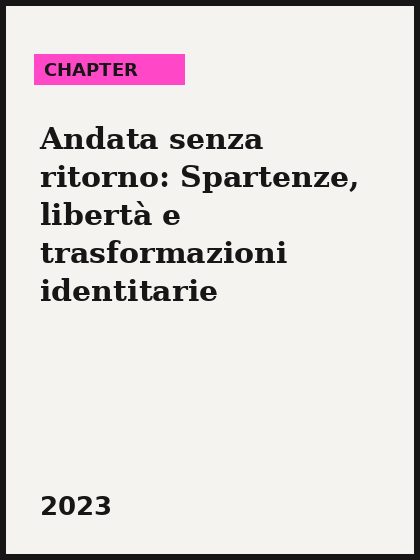 CHAPTER
Andata senza
ritorno: Spartenze,
libertà e
trasformazioni
identitarie
2023